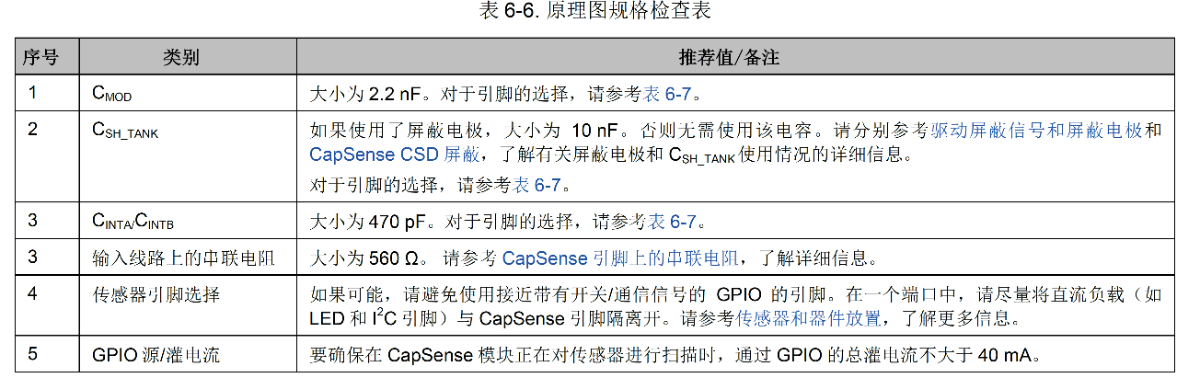 表 6-6. 原理图规格检查表
序号 类别 推荐值/备注
1 CMOD 大小为 2.2 nF。对于引脚的选择，请参考表 6-7。
2 CSH_TANK 如果使用了屏蔽电极，大小为 10 nF。否则无需使用该电容。请分别参考驱动屏蔽信号和屏蔽电极和
CapSense CSD 屏蔽，了解有关屏蔽电极和 CSH_TANK 使用情况的详细信息。
对于引脚的选择，请参考表 6-7。
3 CINTA/CINTB 大小为 470 pF。对于引脚的选择，请参考表 6-7。
3 输入线路上的串联电阻 大小为 560 Ω。 请参考 CapSense 引脚上的串联电阻，了解详细信息。
4 传感器引脚选择 如果可能，请避免使用接近带有开关/通信信号的 GPIO 的引脚。在一个端口中，请尽量将直流负载（如
LED 和 I²C 引脚）与 CapSense 引脚隔离开。请参考传感器和器件放置，了解更多信息。
5 GPIO 源/灌电流 要确保在 CapSense 模块正在对传感器进行扫描时，通过 GPIO 的总灌电流不大于 40 mA。